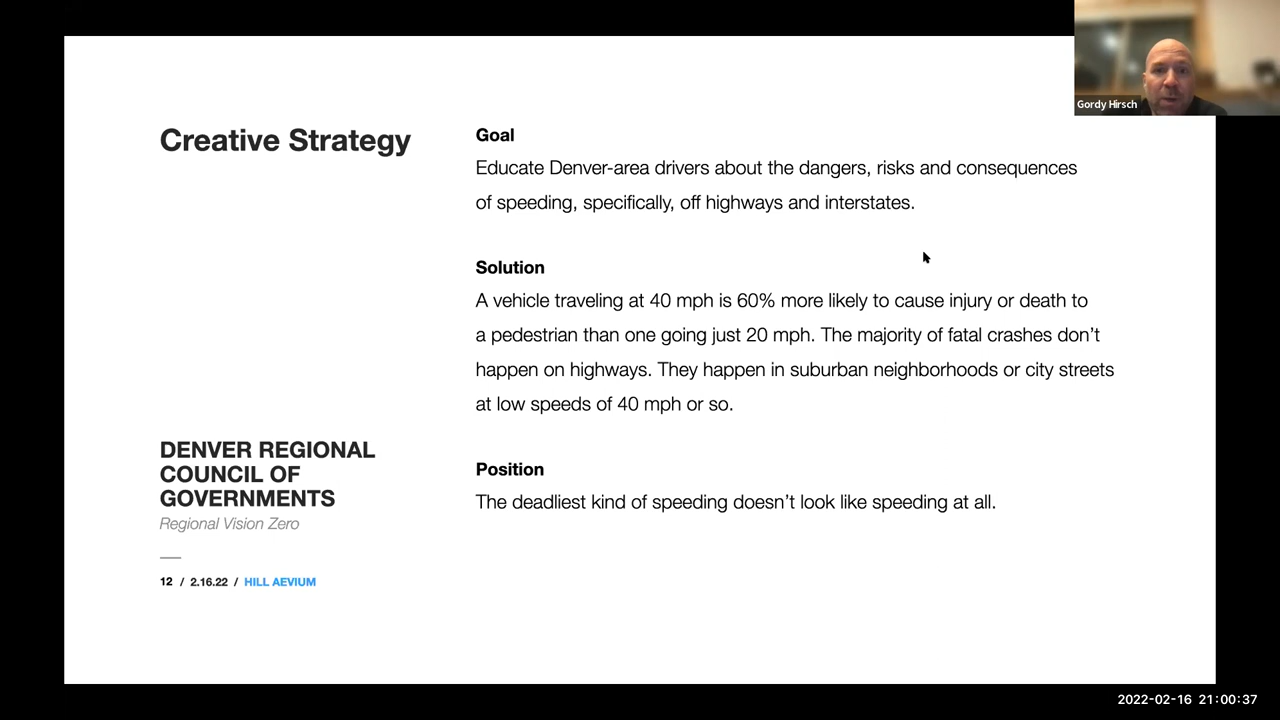 Gordy Hirsch
Creative Strategy
Goal
Educate Denver-area drivers about the dangers, risks and consequences
of speeding, specifically, off highways and interstates.
Solution
A vehicle traveling at 40 mph is 60% more likely to cause injury or death to
a pedestrian than one going just 20 mph. The majority of fatal crashes don’t
happen on highways. They happen in suburban neighborhoods or city streets
at low speeds of 40 mph or so.
Position
The deadliest kind of speeding doesn’t look like speeding at all.
DENVER REGIONAL
COUNCIL OF
GOVERNMENTS
Regional Vision Zero
12 / 2.16.22 / HILL AEVIUM
2022-02-16 21:00:37